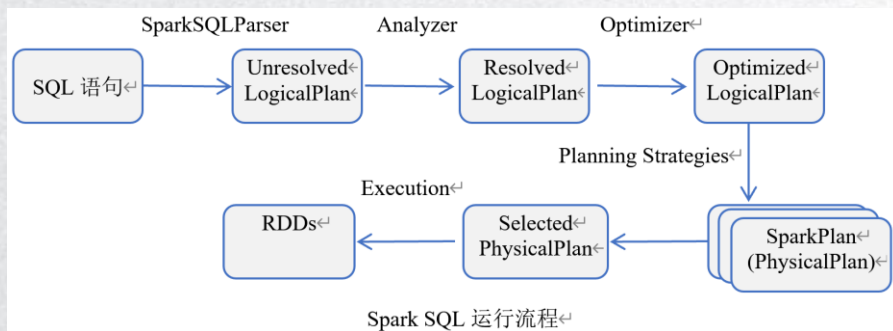 SparkSQLParser
Analyzer
Optimizer
SQL 语句
Unresolved
LogicalPlan
Resolved
LogicalPlan
Optimized
LogicalPlan
Planning Strategies
Execution
RDDs
Selected
PhysicalPlan
SparkPlan
(PhysicalPlan)
Spark SQL 运行流程